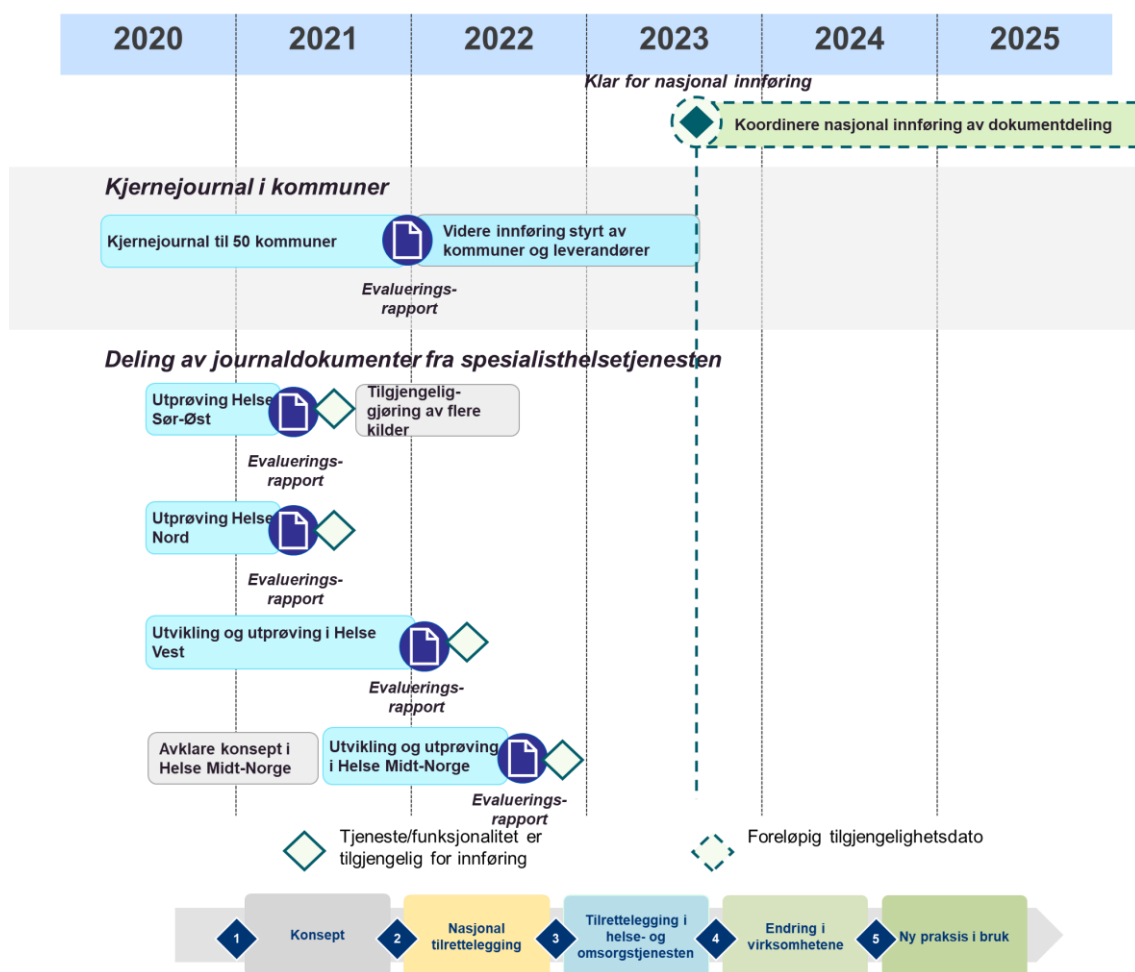 2020 2021 2022 2023 2024 2025
Klar for nasjonal innføring
Koordinere nasjonal innføring av dokumentdeling
Kjernejournal i kommuner
Kjernejournal til 50 kommuner
Videre innføring styrt av
kommuner og leverandører
Evaluerings-
rapport
Deling av journaldokumenter fra spesialisthelsetjenesten
Utprøving Helse
Sør-Øst
Tilgjengelig-
gjøring av flere
kilder
Evaluerings-
rapport
Utprøving Helse
Nord
Evaluerings-
rapport
Utvikling og utprøving i Helse
Vest
Evaluerings-
rapport
Avklare konsept i
Helse Midt-Norge
Utvikling og utprøving
i Helse Midt-Norge
Evaluerings-
rapport
Tjeneste/funksjonalitet er
tilgjengelig for innføring
Foreløpig tilgjengelighetsdato
1
Konsept
2
Nasjonal
tilrettelegging
3
Tilrettelegging i
helse- og
omsorgstjenesten
4
Endring i
virksomhetene
5
Ny praksis i bruk